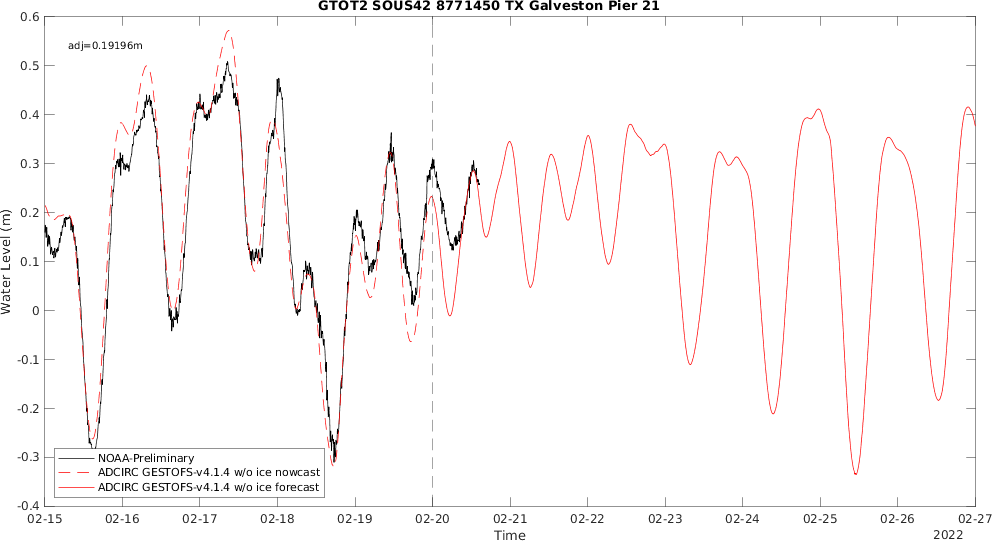 GTOT2 SOUS42 8771450 TX Galveston Pier 21
adj=0.19196m
Water Level (m)
0.6
0.5
0.4
0.3
0.2
0.1
0
-0.1
-0.2
-0.3
-0.4
NOAA-Preliminary
ADCIRC GESTOFS-v4.1.4 w/o ice nowcast
ADCIRC GESTOFS-v4.1.4 w/o ice forecast
02-15 02-16 02-17 02-18 02-19 02-20 02-21 02-22 02-23 02-24 02-25 02-26 02-27
Time
2022